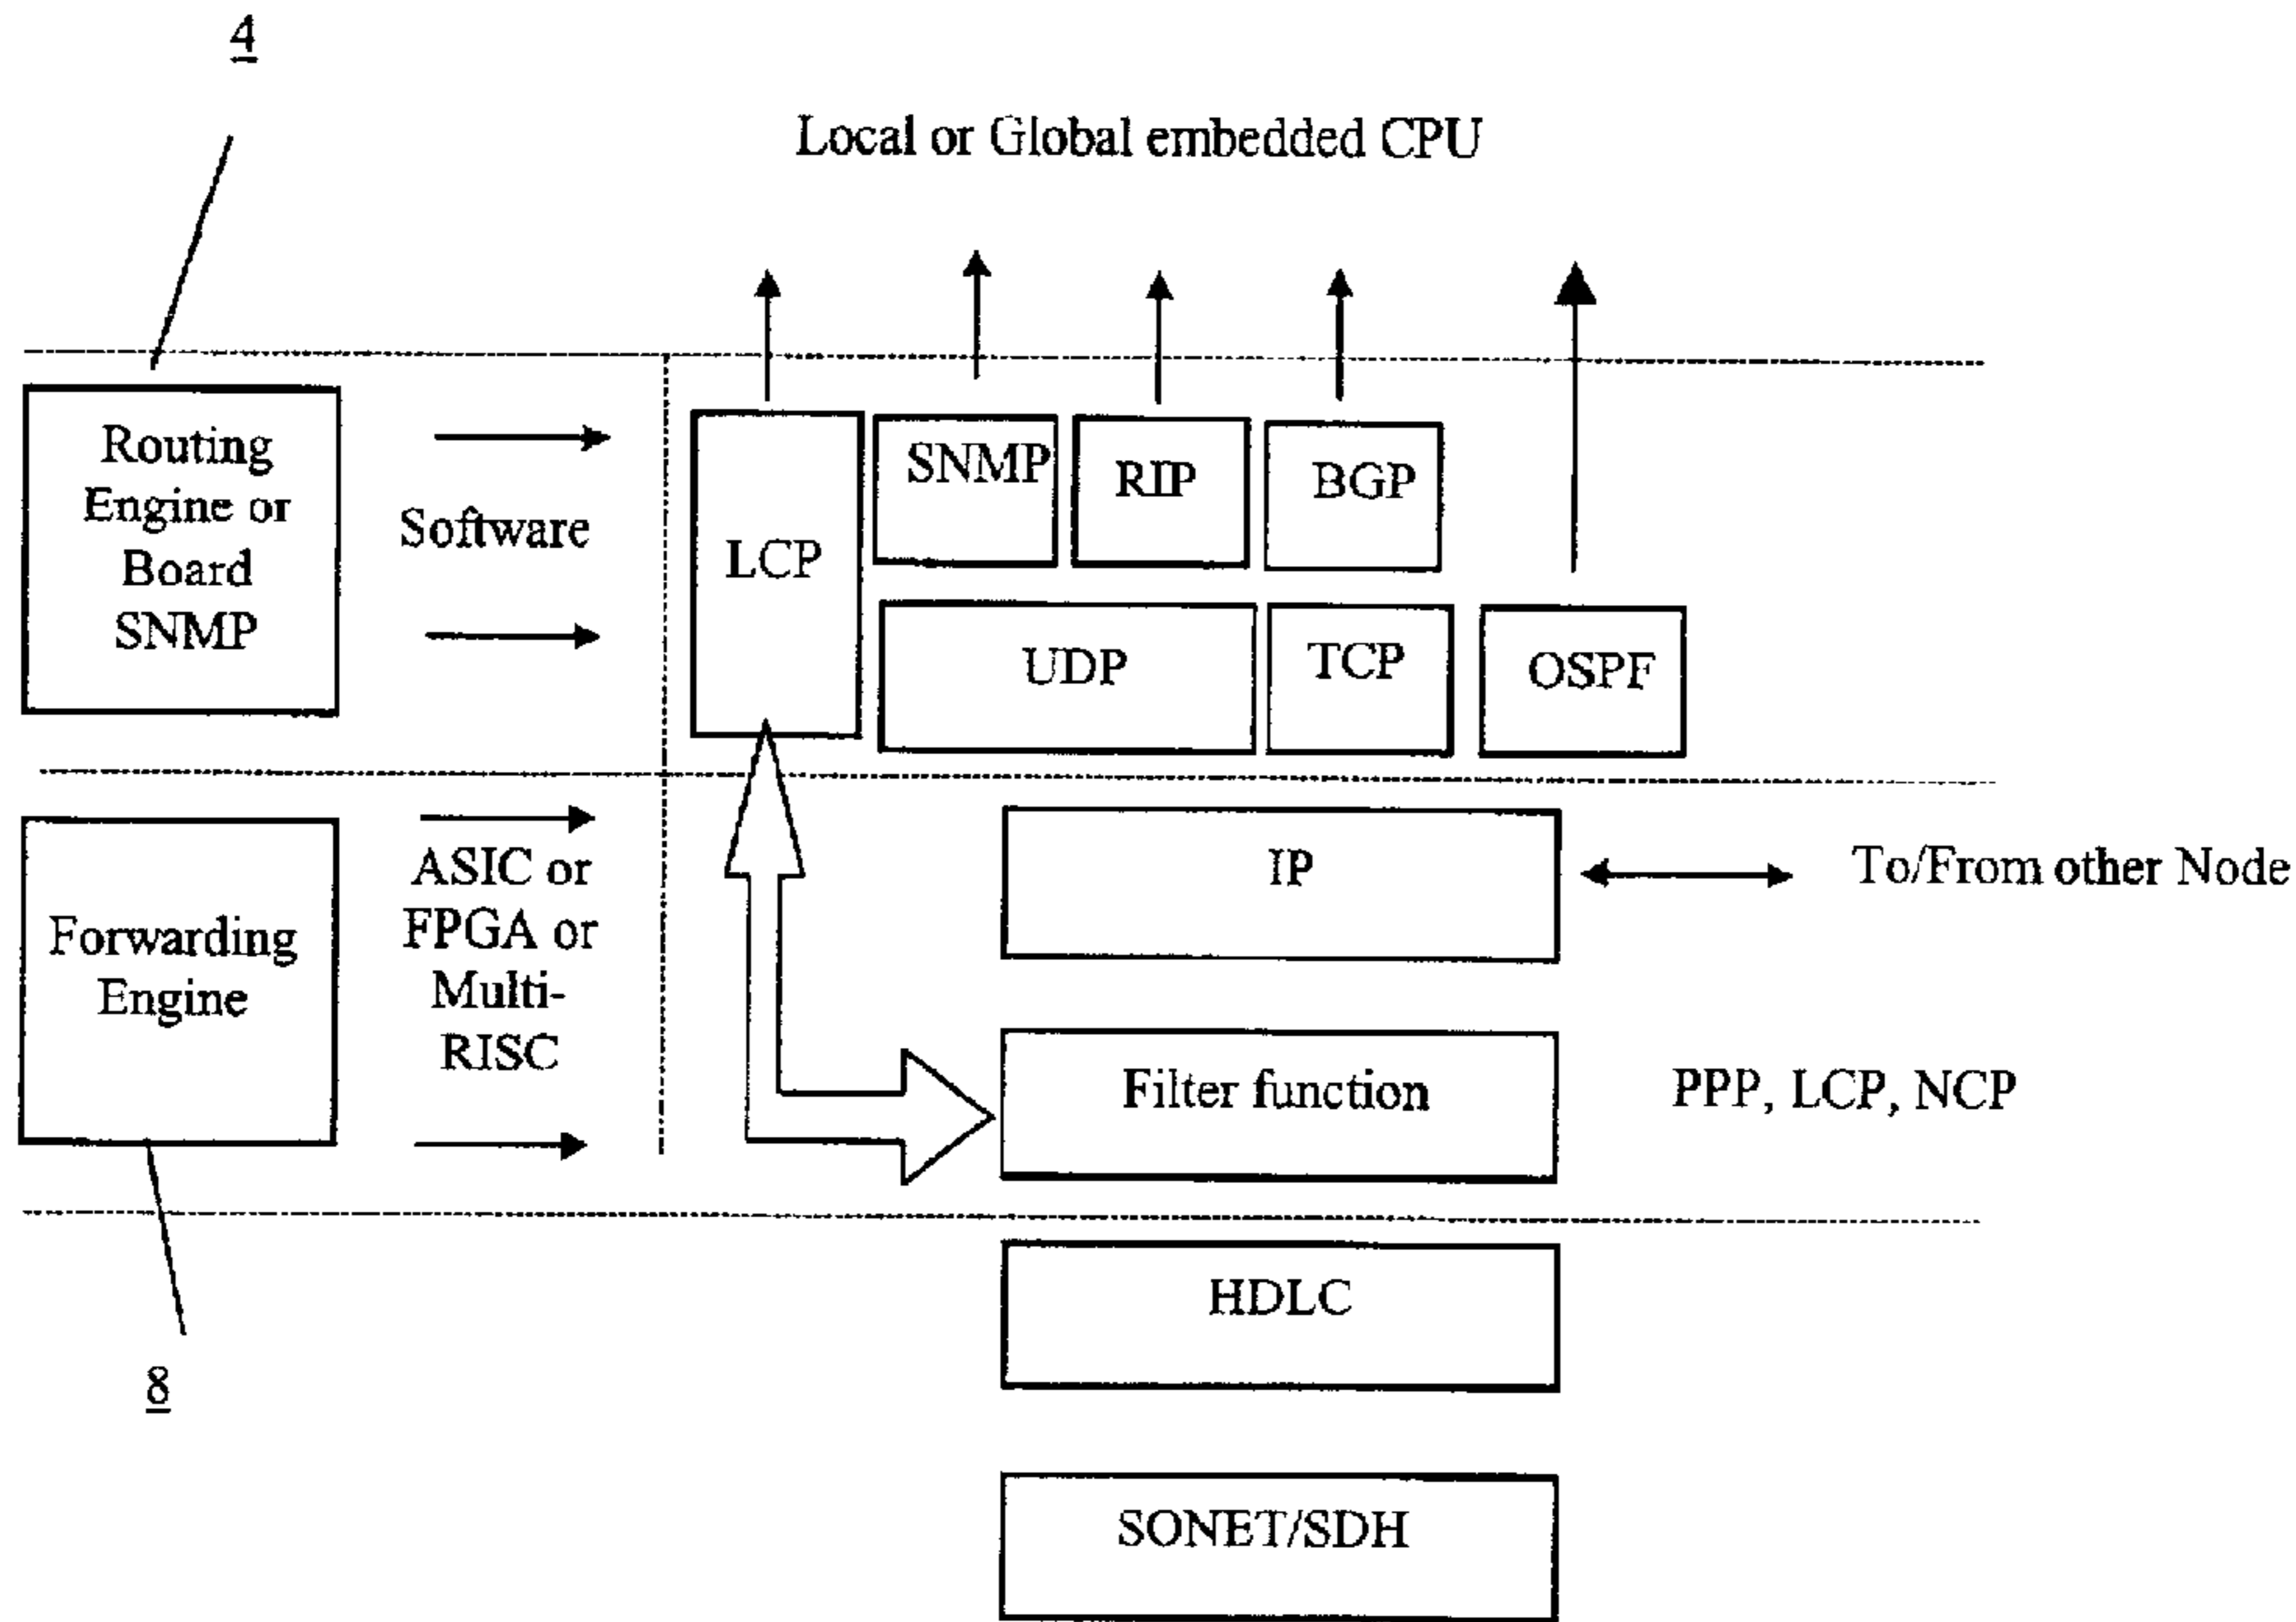 4
Local or Global embedded CPU
Routing
Engine or
Board
SNMP
Software
LCP
SNMP
RIP
BGP
UDP
TCP
OSPF
Forwarding
Engine
ASIC or
FPGA or
Multi-
RISC
IP
To/From other Node
Filter function
PPP, LCP, NCP
HDLC
8
SONET/SDH